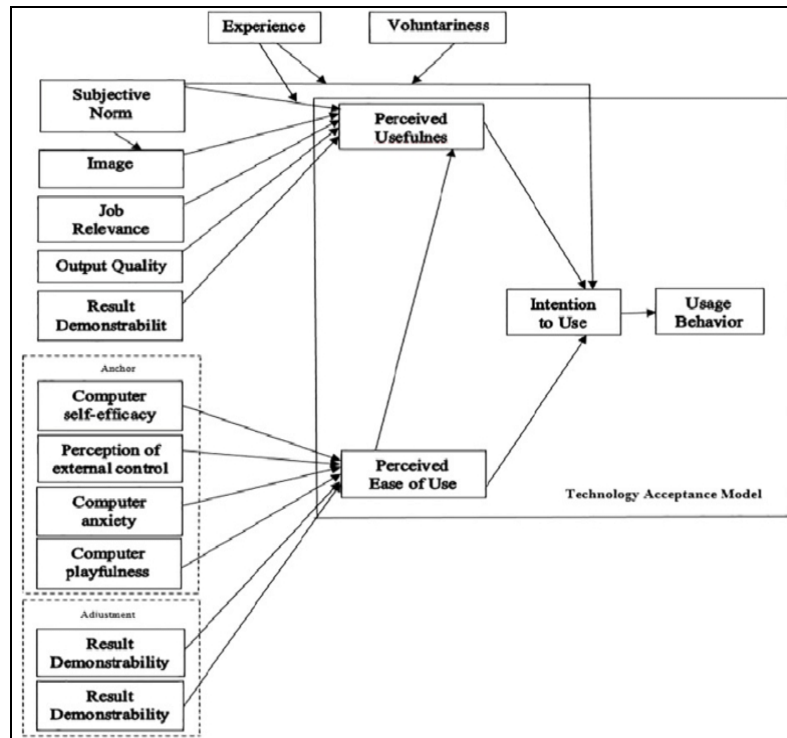 Experience
Voluntariness
Subjective
Norm
Image
Job
Relevance
Output Quality
Result
Demonstrabilit
Perceived
Usefulnes
Intention
to Use
Usage
Behavior
Anchor
Computer
self-efficacy
Perception of
external control
Computer
anxiety
Computer
playfulness
Perceived
Ease of Use
Technology Acceptance Model
Adiustment
Result
Demonstrability
Result
Demonstrability